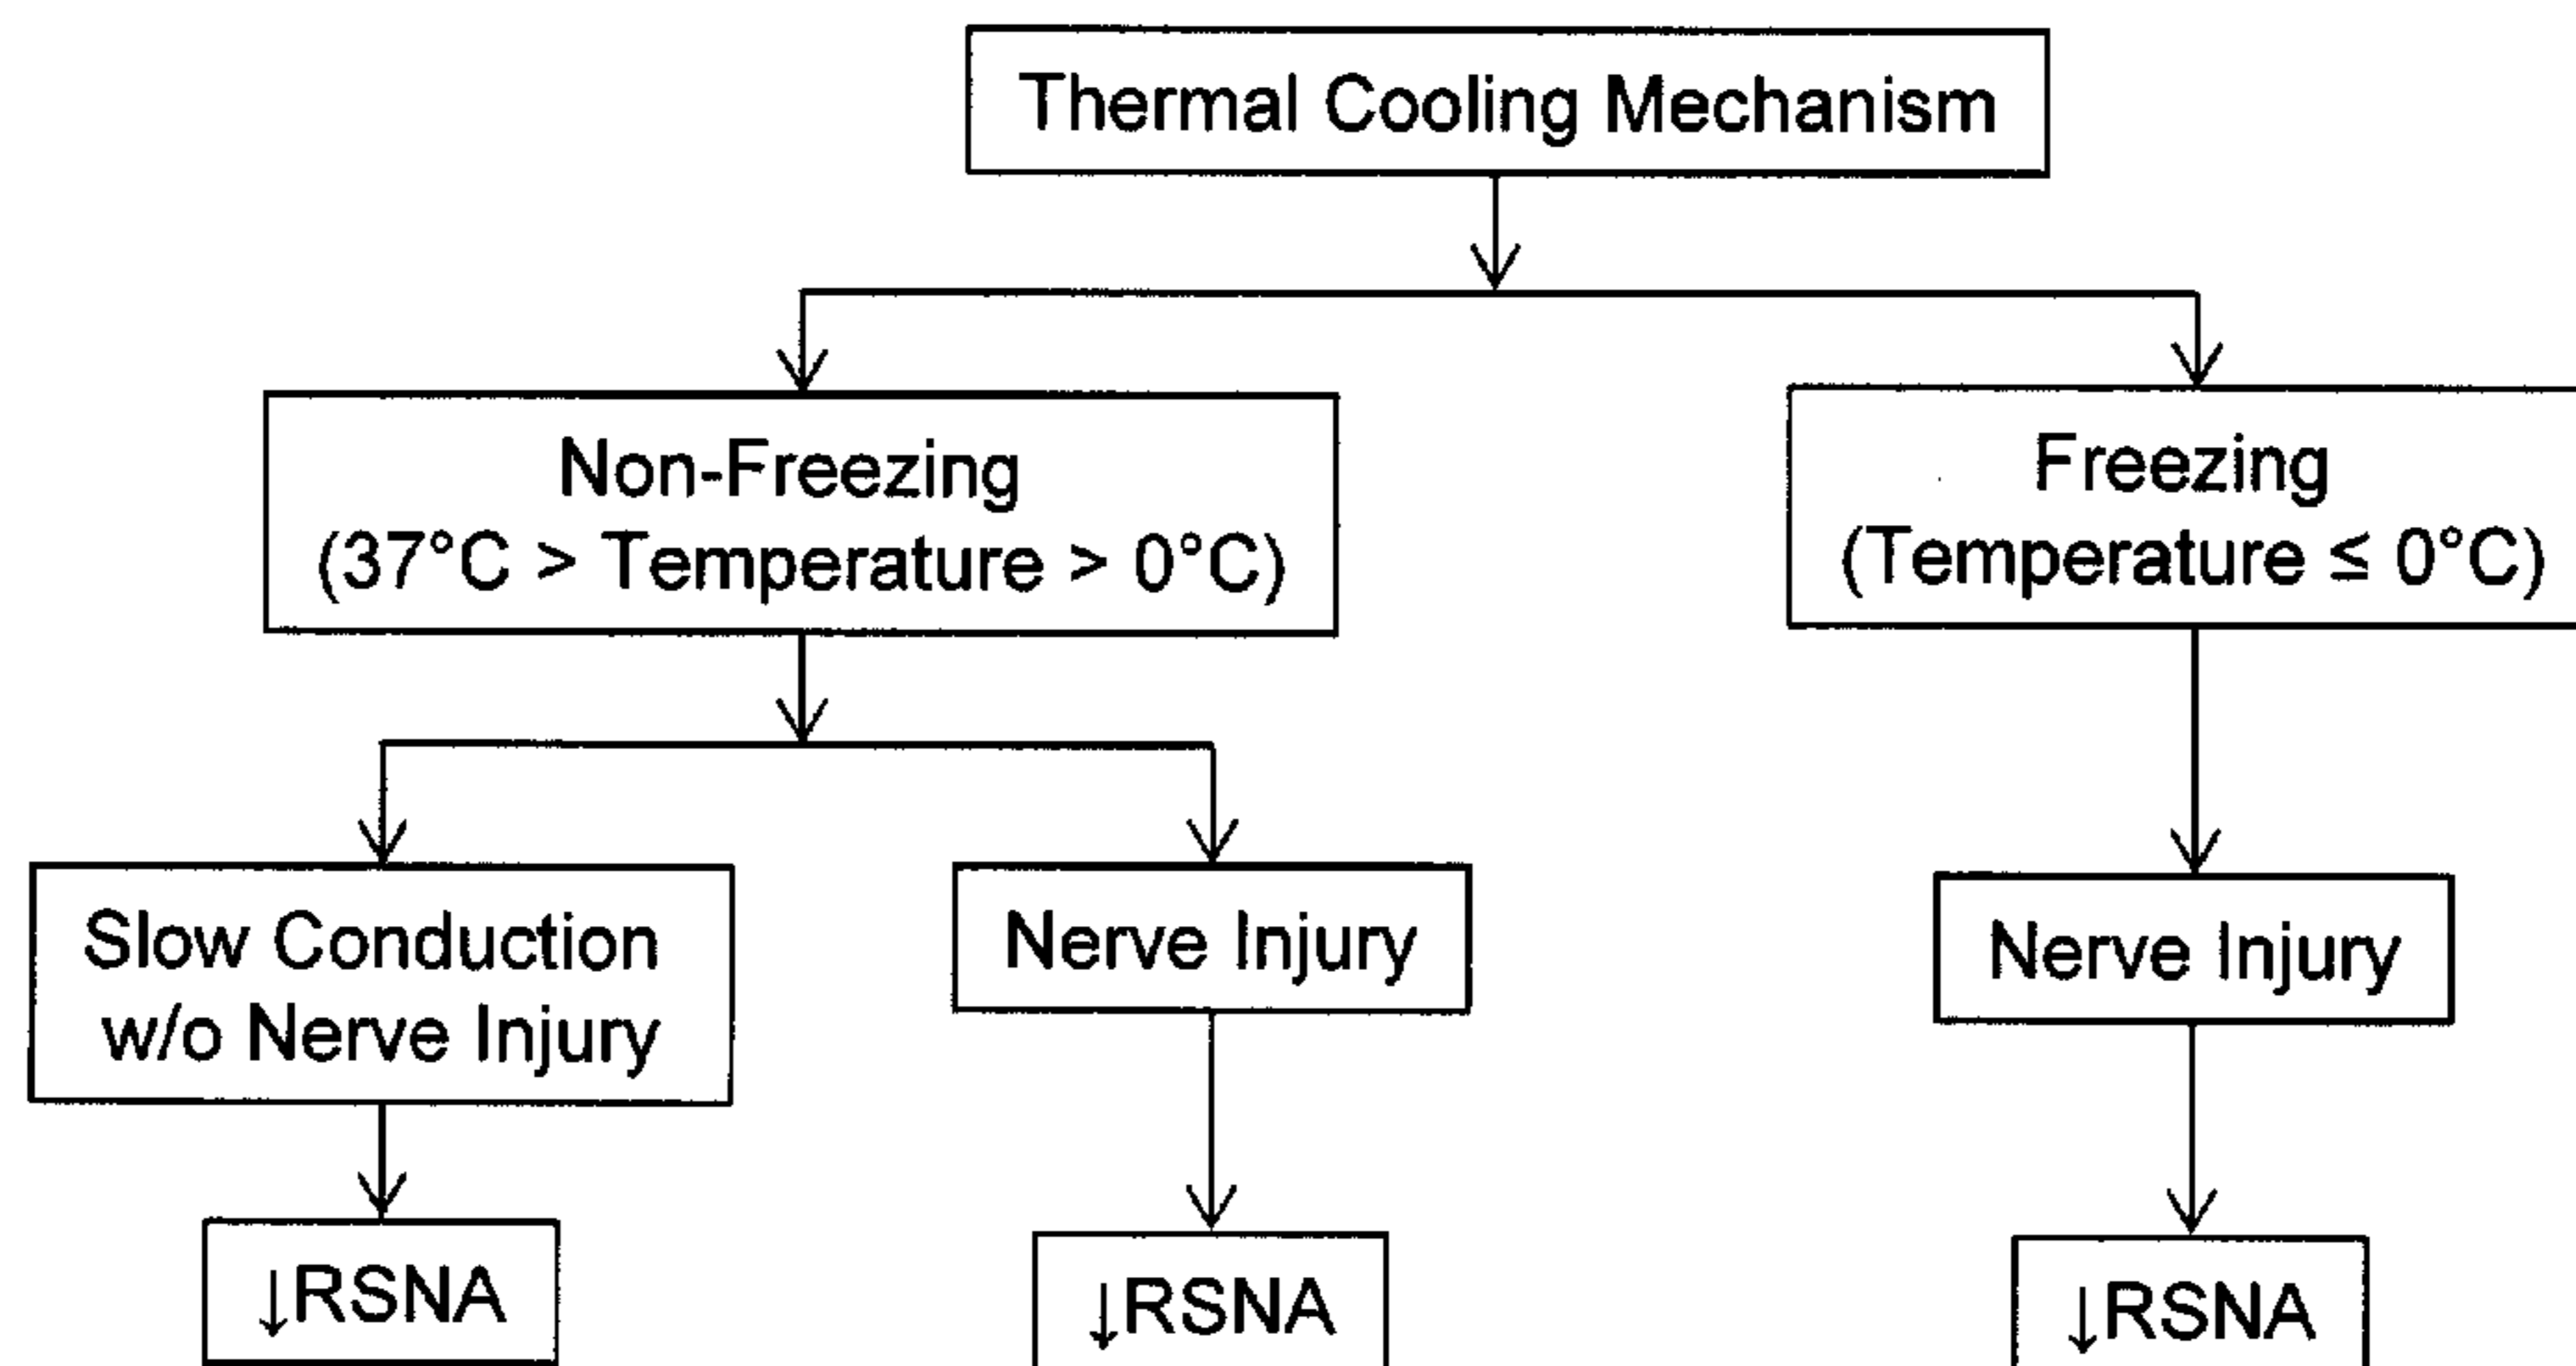 Thermal Cooling Mechanism
Non-Freezing
(37°C > Temperature > 0°C)
Freezing
(Temperature ≤ 0°C)
Slow Conduction
w/o Nerve Injury
Nerve Injury
Nerve Injury
↓RSNA
↓RSNA
↓RSNA